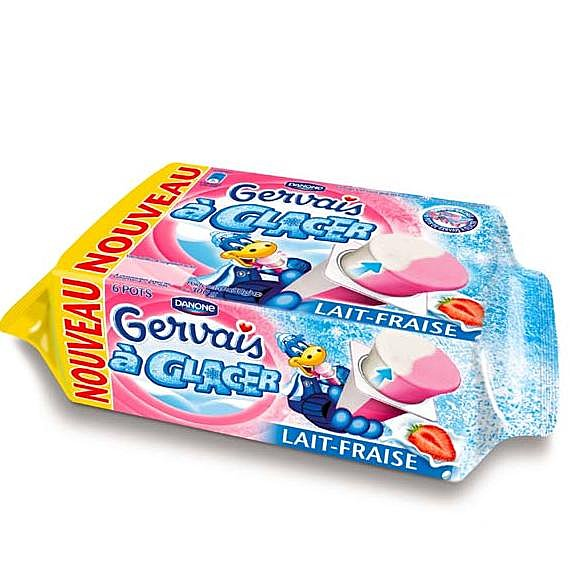 NOUVEAU
DANONE
Gervais
à GLACER
LAIT-FRAISE
NOUVEAU
6 POTS
DANONE
Gervais
à GLACER
LAIT-FRAISE